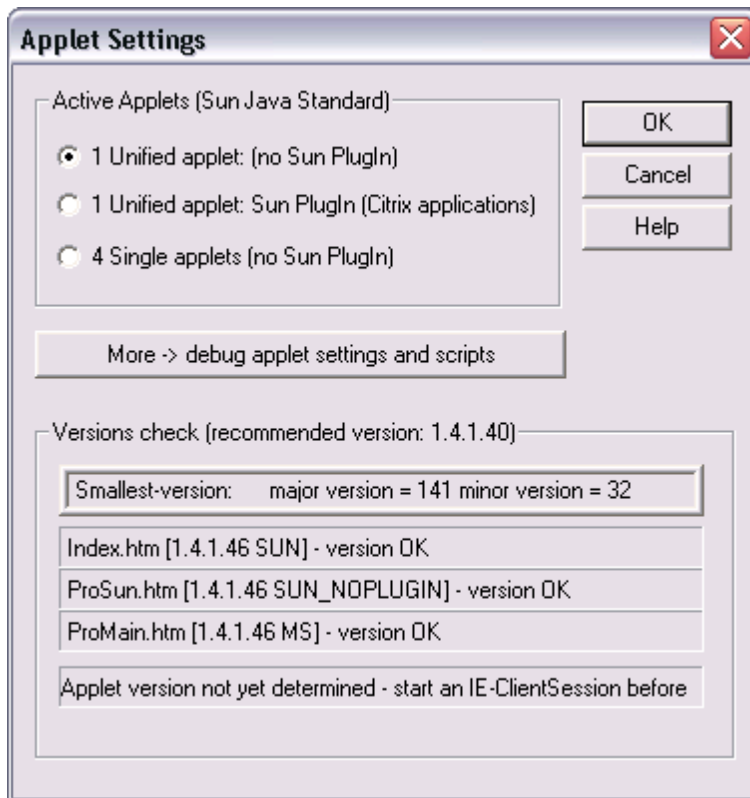 Applet Settings
Active Applets (Sun Java Standard)
1 Unified applet: (no Sun PlugIn)
1 Unified applet: Sun PlugIn (Citrix applications)
4 Single applets (no Sun PlugIn)
OK
Cancel
Help
More -> debug applet settings and scripts
Versions check (recommended version: 1.4.1.40)
Smallest-version: major version = 141 minor version = 32
Index.htm [1.4.1.46 SUN] - version OK
ProSun.htm [1.4.1.46 SUN_NOPLUGIN] - version OK
ProMain.htm [1.4.1.46 MS] - version OK
Applet version not yet determined - start an IE-ClientSession before